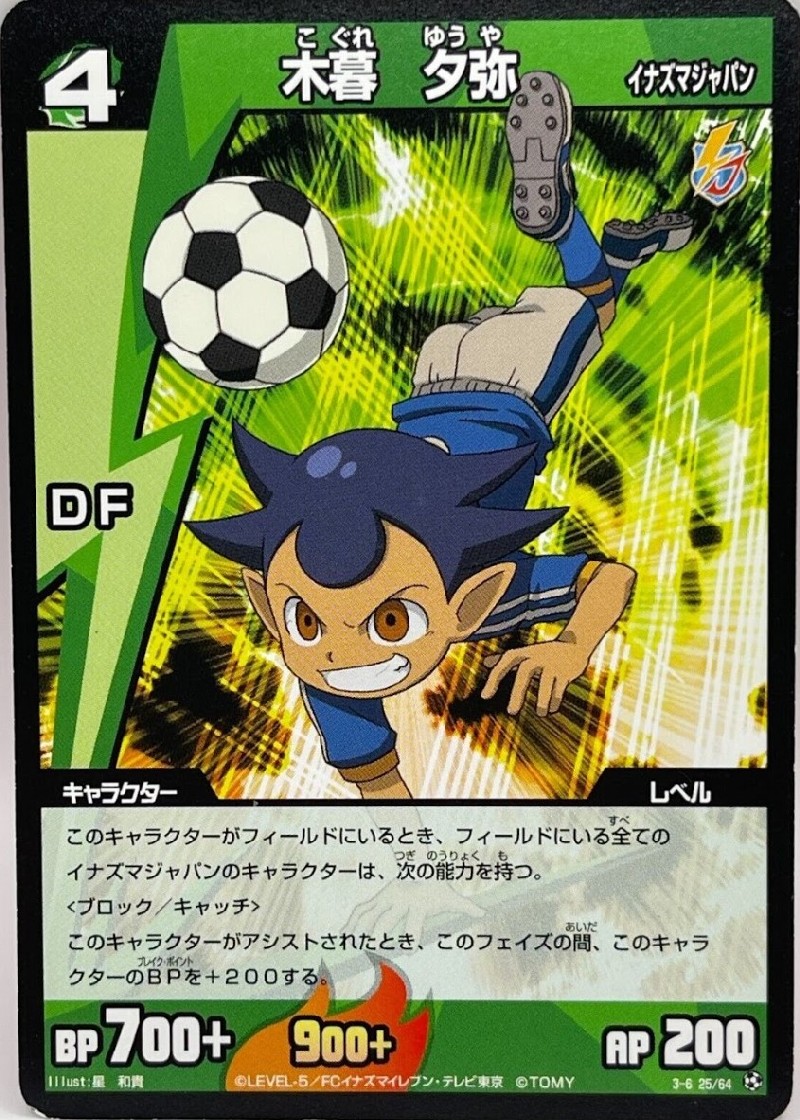 4
こ ぐれ ゆう や
木暮 夕弥
イナズマジャパン
DF
キャラクター
レベル
すべ
このキャラクターがフィールドにいるとき、フィールドにいる全ての
つぎ のうりょく も
イナズマジャパンのキャラクターは、次の能力を持つ。
<ブロック/キャッチ>
あいだ
このキャラクターがアシストされたとき、このフェイズの間、このキャラ
ブレイク・ポイント
クターのBPを+200する。
BP 700+ 900+ AP 200
Illust:星 和貴 ©LEVEL-5/FCイナズマイレブン・テレビ東京 ©TOMY 3-6 25/64